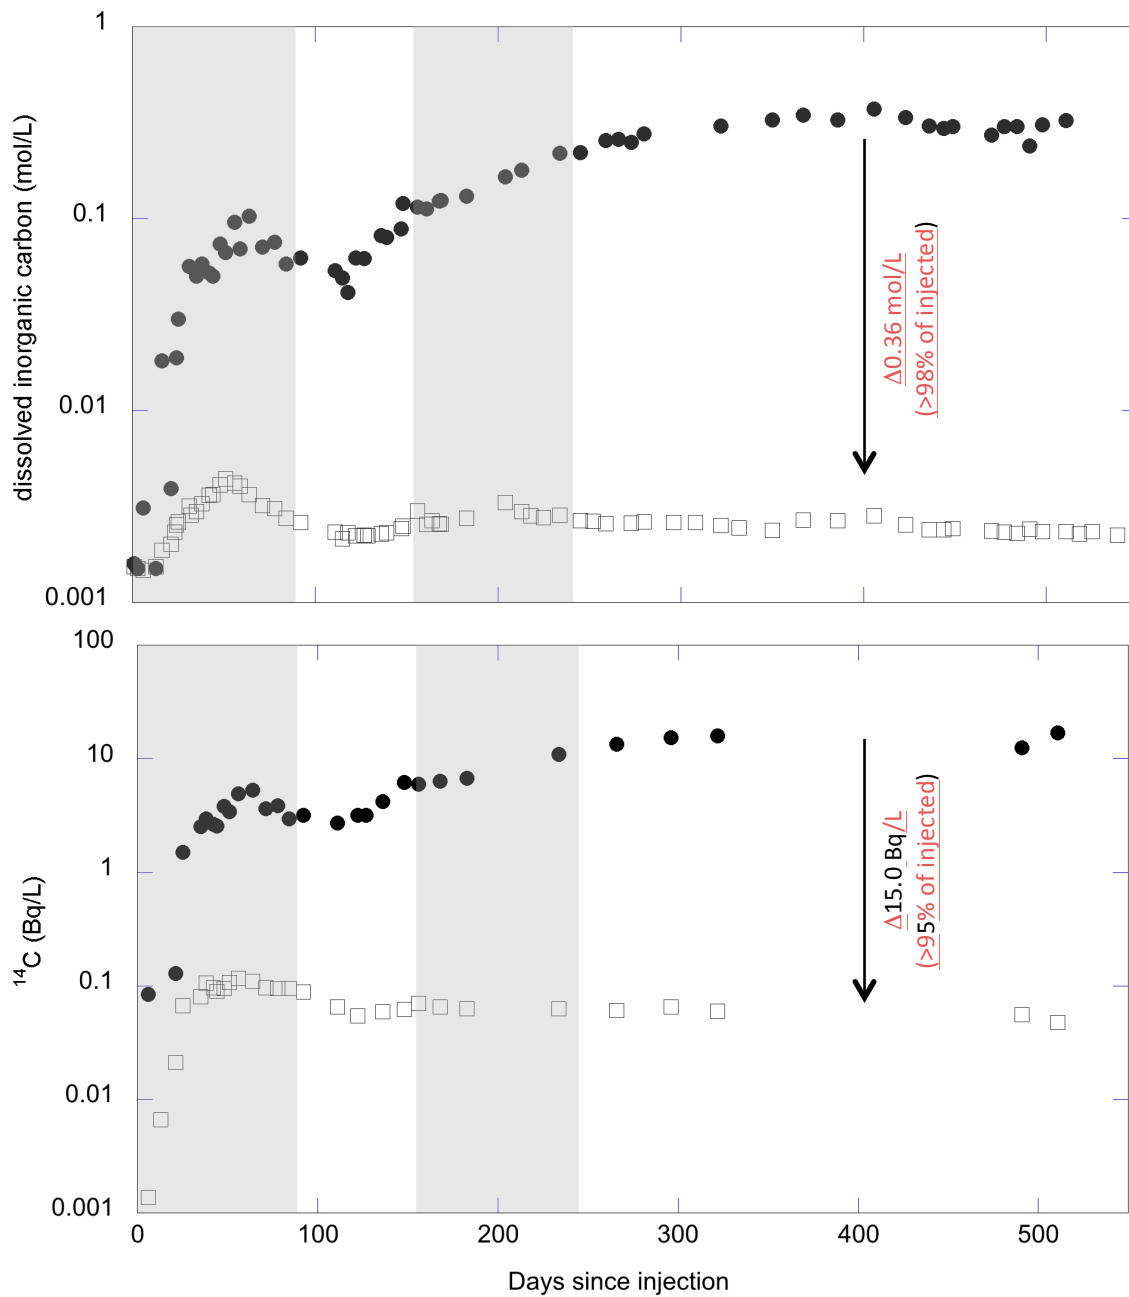 1
0.1
0.01
0.001
dissolved inorganic carbon (mol/L)
Δ0.36 mol/L
(>98% of injected)
100
10
1
0.1
0.01
0.001
¹⁴C (Bq/L)
Δ15.0 Bq/L
(>95% of injected)
0 100 200 300 400 500
Days since injection